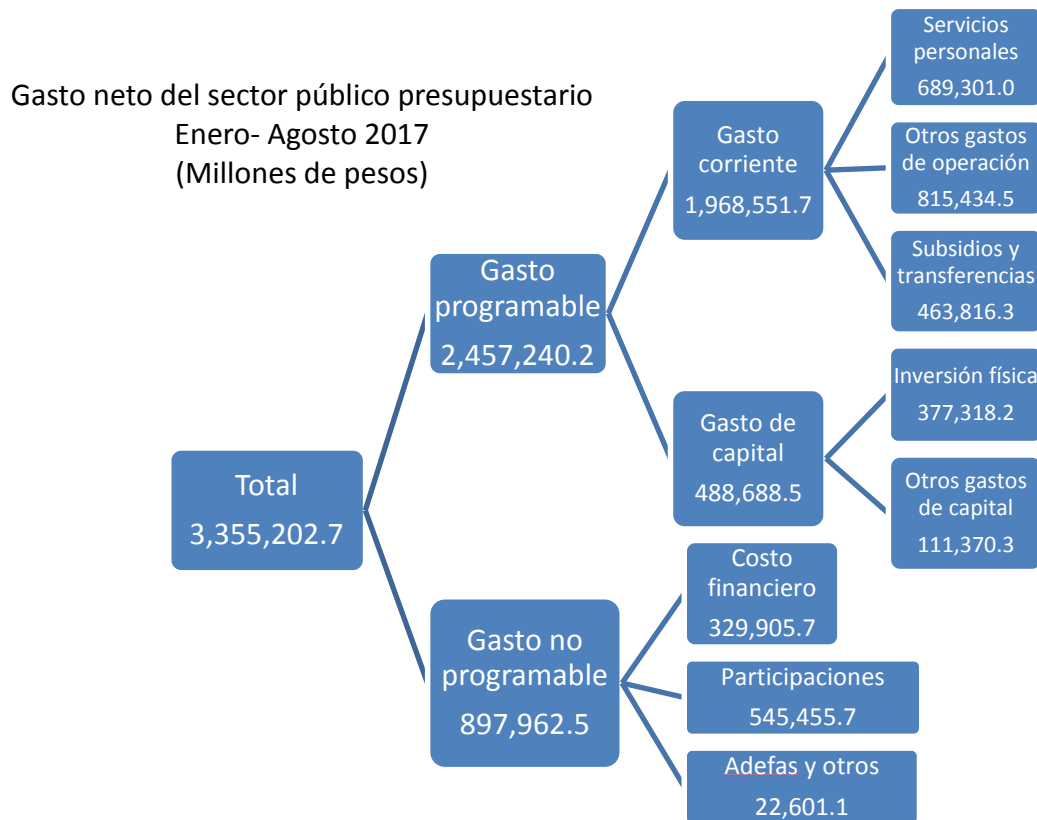 Gasto neto del sector público presupuestario
Enero- Agosto 2017
(Millones de pesos)
Total
3,355,202.7
Gasto
programable
2,457,240.2
Gasto no
programable
897,962.5
Gasto
corriente
1,968,551.7
Gasto de
capital
488,688.5
Servicios
personales
689,301.0
Otros gastos
de operación
815,434.5
Subsidios y
transferencias
463,816.3
Inversión física
377,318.2
Otros gastos
de capital
111,370.3
Costo
financiero
329,905.7
Participaciones
545,455.7
Adefas y otros
22,601.1